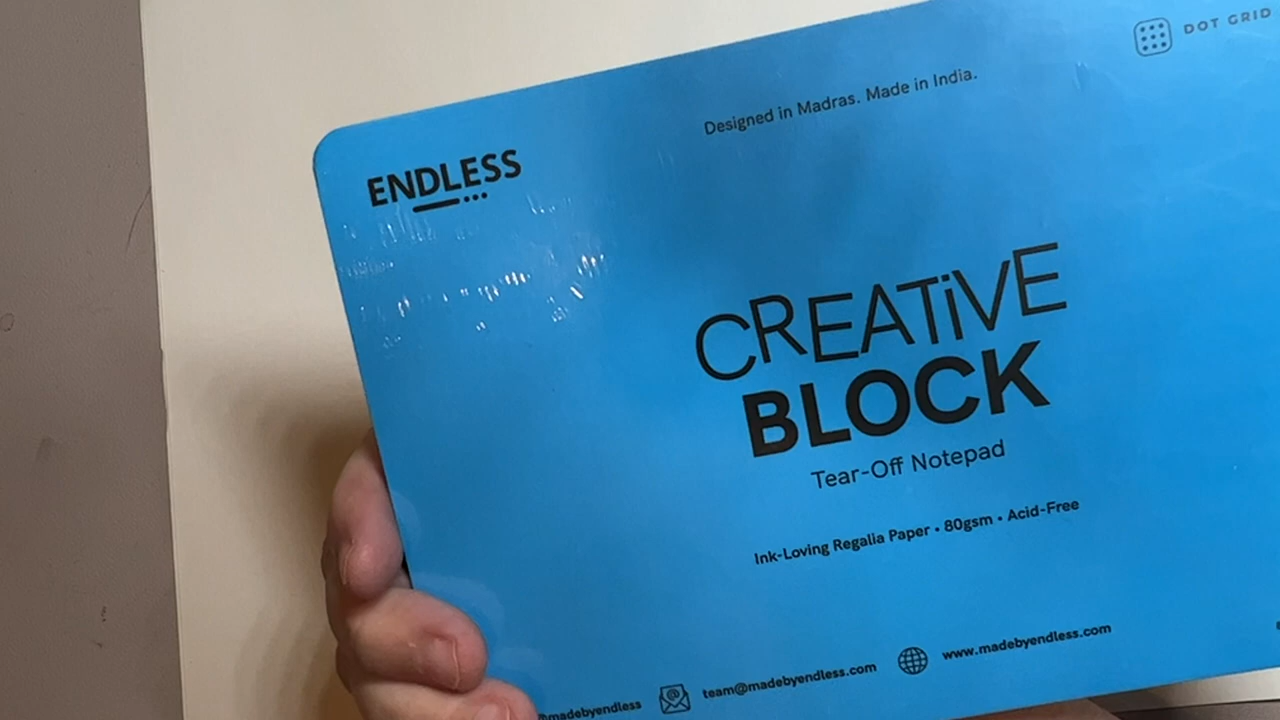 DOT GRID
Designed in Madras. Made in India.
ENDLESS
CREATiVE
BLOCK
Tear-Off Notepad
Ink-Loving Regalia Paper • 80gsm • Acid-Free
@madebyendless team@madebyendless.com www.madebyendless.com